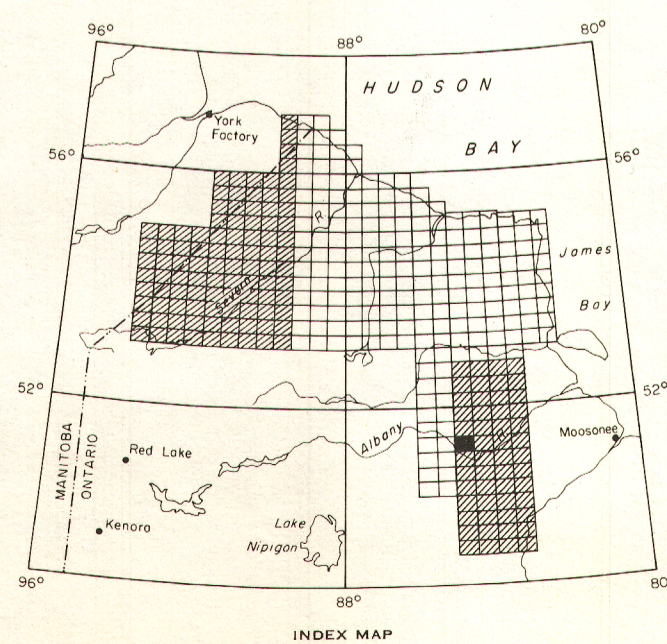 96°
88°
80°
HUDSON
BAY
York
Factory
56°
56°
R.
Severn
James
Bay
52°
52°
MANITOBA
ONTARIO
Red Lake
Albany
R.
Moosonee
Kenora
Lake
Nipigon
96°
88°
80
INDEX MAP